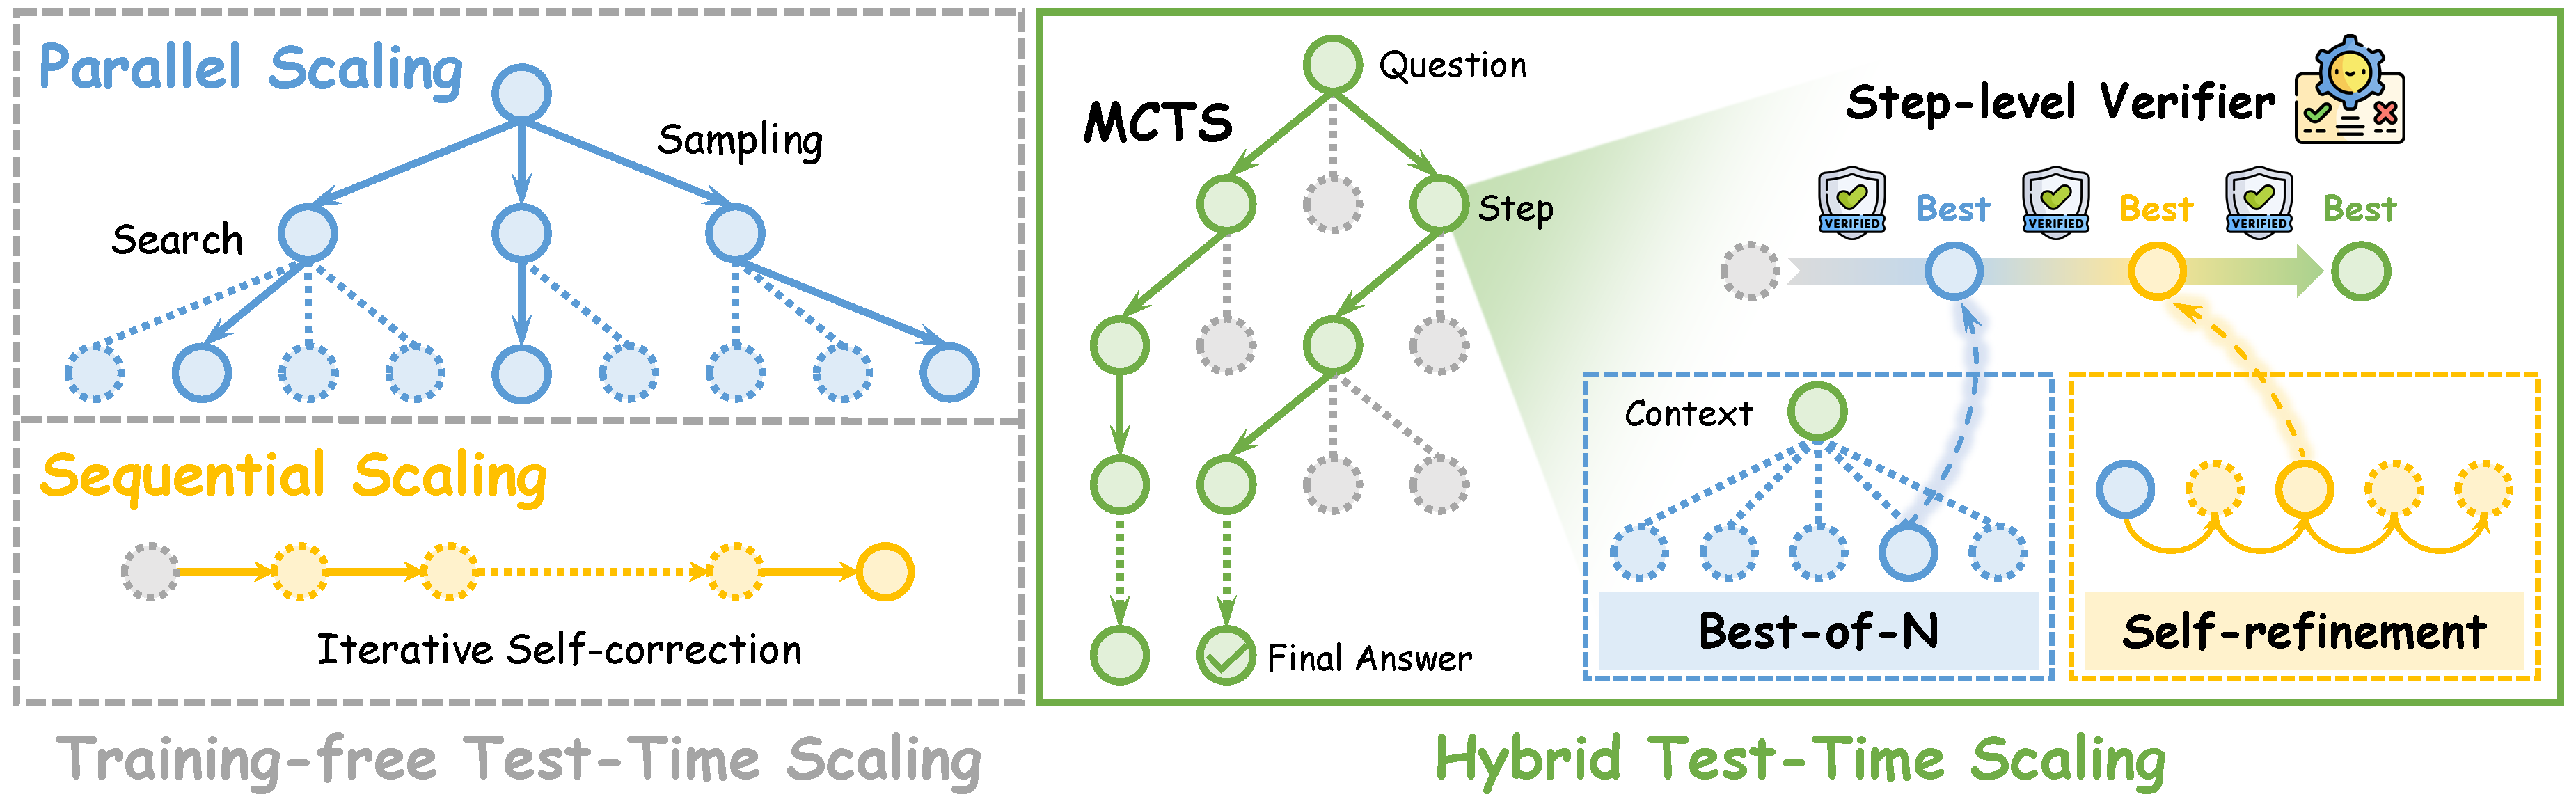 Parallel Scaling
Sampling
Search
Sequential Scaling
Iterative Self-correction
Training-free Test-Time Scaling
MCTS
Question
Step
Final Answer
Step-level Verifier
VERIFIED
Best
VERIFIED
Best
VERIFIED
Best
Context
Best-of-N
Self-refinement
Hybrid Test-Time Scaling